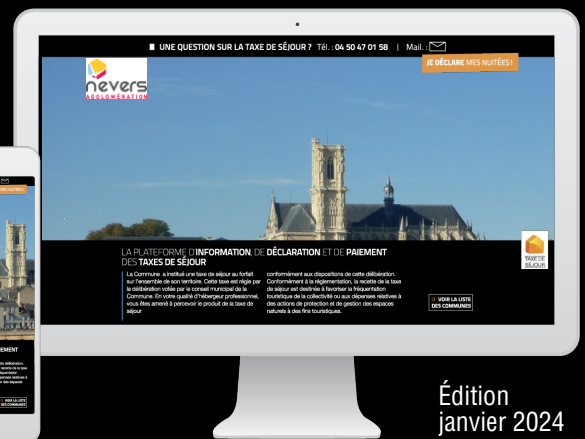 UNE QUESTION SUR LA TAXE DE SÉJOUR ? Tél. : 04 50 47 01 58 | Mail. :
JE DÉCLARE MES NUITÉES !
nevers
AGGLOMÉRATION
LA PLATEFORME D'INFORMATION, DE DÉCLARATION ET DE PAIEMENT
DES TAXES DE SÉJOUR
La Commune a institué une taxe de séjour au forfait
sur l'ensemble de son territoire. Cette taxe est régie par
la délibération votée par le conseil municipal de la
Commune. En votre qualité d'hébergeur professionnel,
vous êtes amené à percevoir le produit de la taxe de
séjour
conformément aux dispositions de cette délibération.
Conformément à la réglementation, la recette de la taxe
de séjour est destinée à favoriser la fréquentation
touristique de la collectivité ou aux dépenses relatives à
des actions de protection et de gestion des espaces
naturels à des fins touristiques.
TAXE DE
SÉJOUR
VOIR LA LISTE
DES COMMUNES
IEMENT
VOIR LA LISTE
DES COMMUNES
Édition
janvier 2024